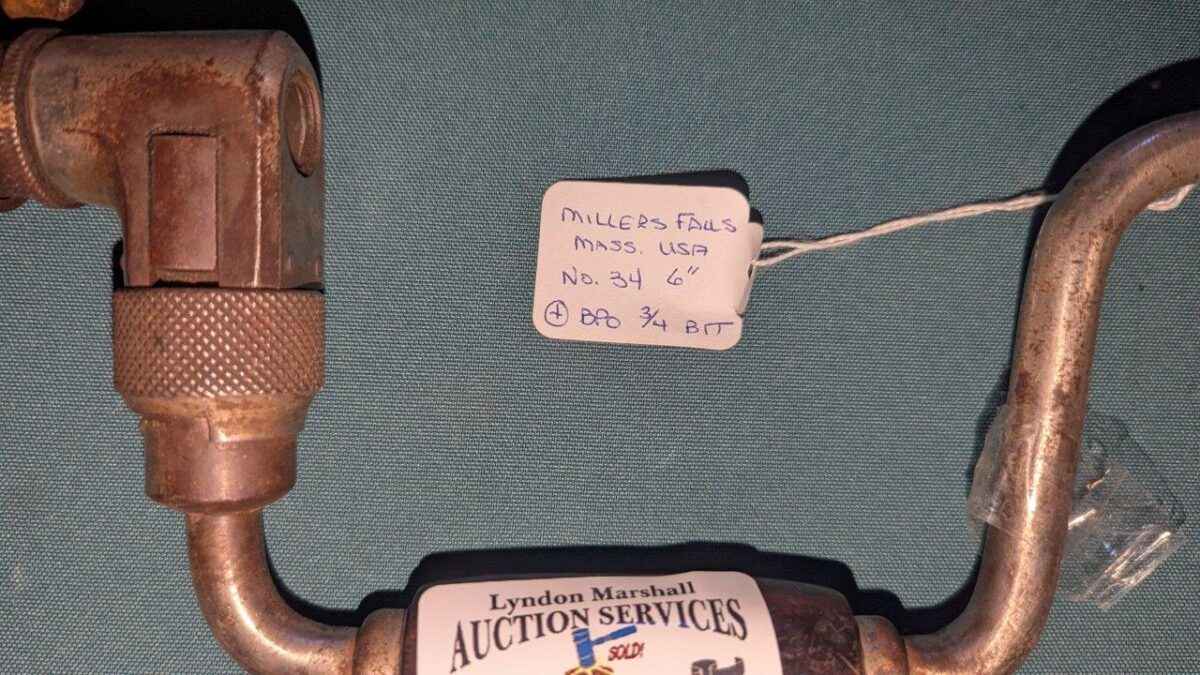 MILLERS FALLS
MASS. USA
No. 34 6"
+ BPO 3/4 BIT
Lyndon Marshall
AUCTION SERVICES
SOLD!